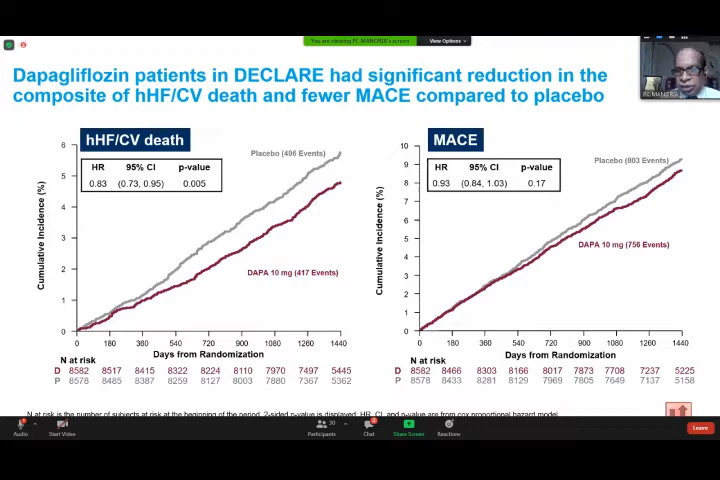 You are viewing P.C. MANORIA's screen
View Options
P.C. MANORIA
Dapagliflozin patients in DECLARE had significant reduction in the
composite of hHF/CV death and fewer MACE compared to placebo
hHF/CV death
HR 95% CI p-value
0.83 (0.73, 0.95) 0.005
Placebo (496 Events)
DAPA 10 mg (417 Events)
Cumulative Incidence (%)
6
5
4
3
2
1
0
0 180 360 540 720 900 1080 1260 1440
Days from Randomization
N at risk
D 8582 8517 8415 8322 8224 8110 7970 7497 5445
P 8578 8485 8387 8259 8127 8003 7880 7367 5362
MACE
HR 95% CI p-value
0.93 (0.84, 1.03) 0.17
Placebo (803 Events)
DAPA 10 mg (756 Events)
Cumulative Incidence (%)
10
9
8
7
6
5
4
3
2
1
0
0 180 360 540 720 900 1080 1260 1440
Days from Randomization
N at risk
D 8582 8466 8303 8166 8017 7873 7708 7237 5225
P 8578 8433 8281 8129 7969 7805 7649 7137 5158
N at risk is the number of subjects at risk at the beginning of the period. 2-sided p-value is displayed; HR, CI, and p-value are from cox proportional hazard model
Audio
Start Video
Participants
30
Chat
Share Screen
Reactions
Leave